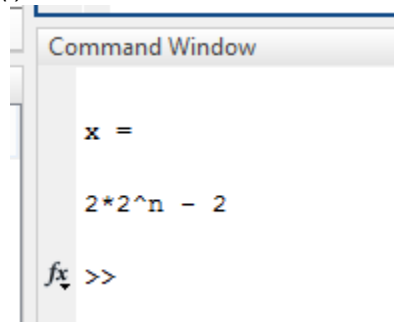 Command Window
x =
2*2^n - 2
fx >>